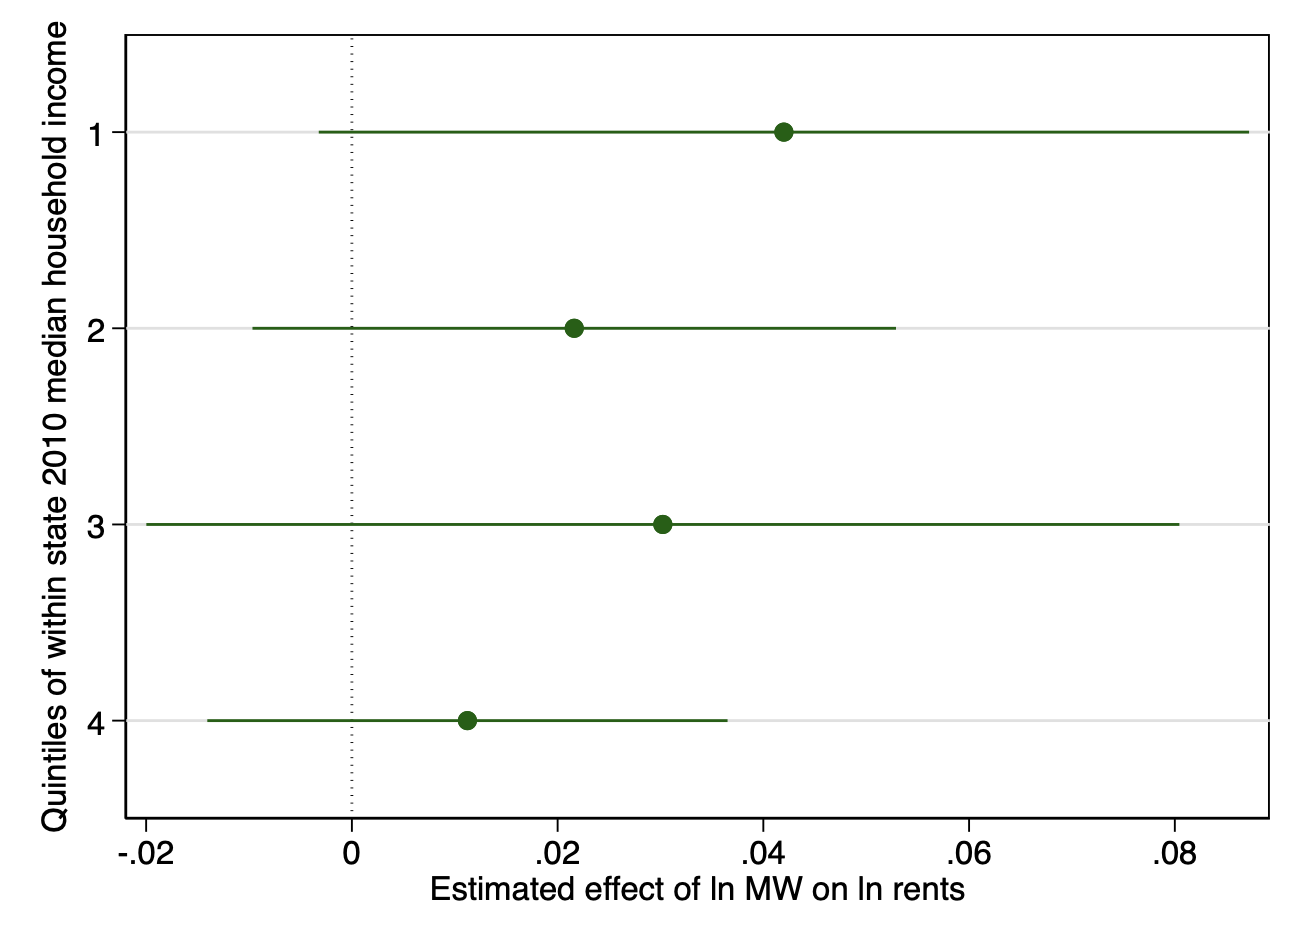 Quintiles of within state 2010 median household income
1
2
3
4
-.02 0 .02 .04 .06 .08
Estimated effect of ln MW on ln rents